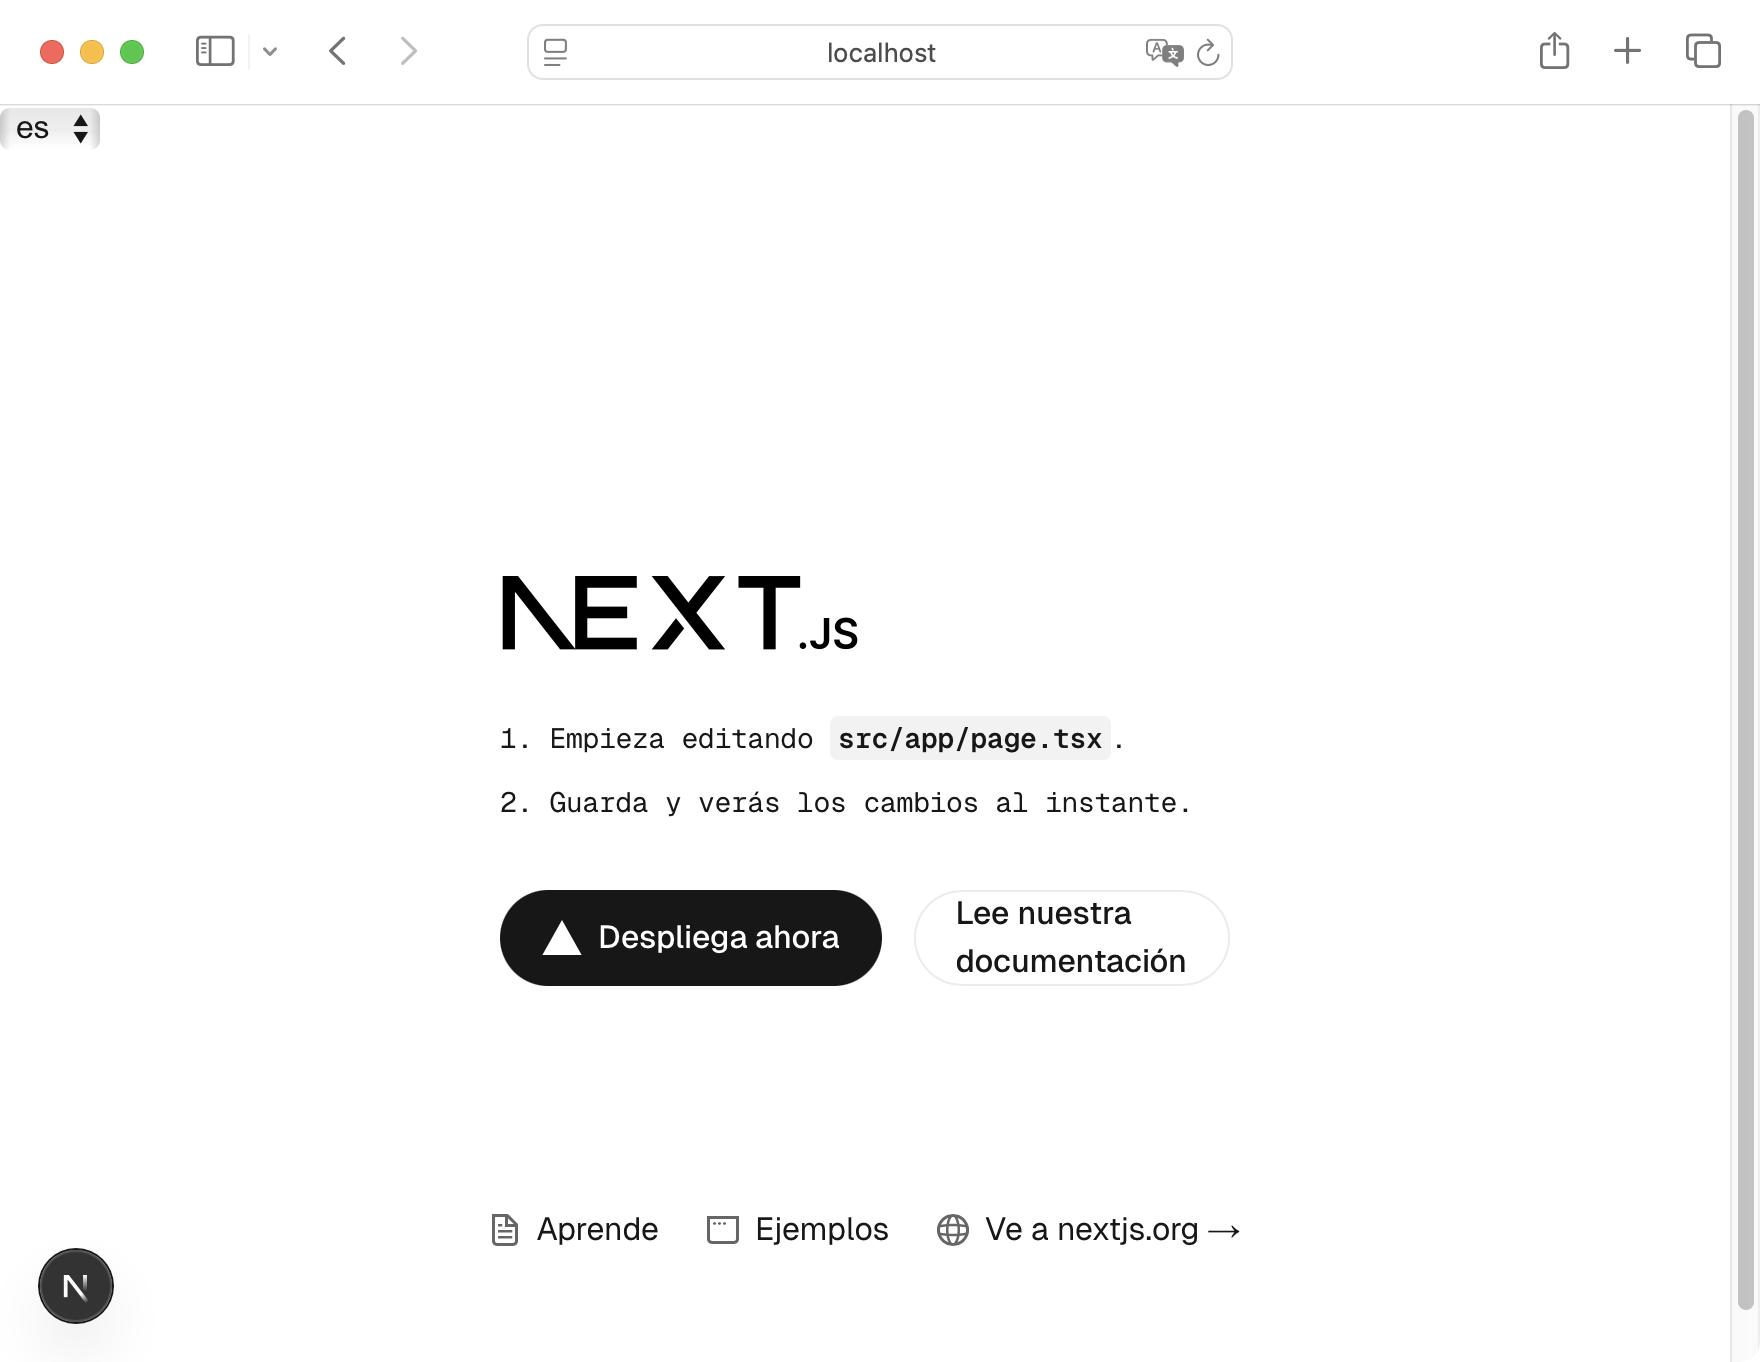 localhost
es
NEXT.JS
1. Empieza editando src/app/page.tsx.
2. Guarda y verás los cambios al instante.
Despliega ahora
Lee nuestra
documentación
Aprende
Ejemplos
Ve a nextjs.org →
N